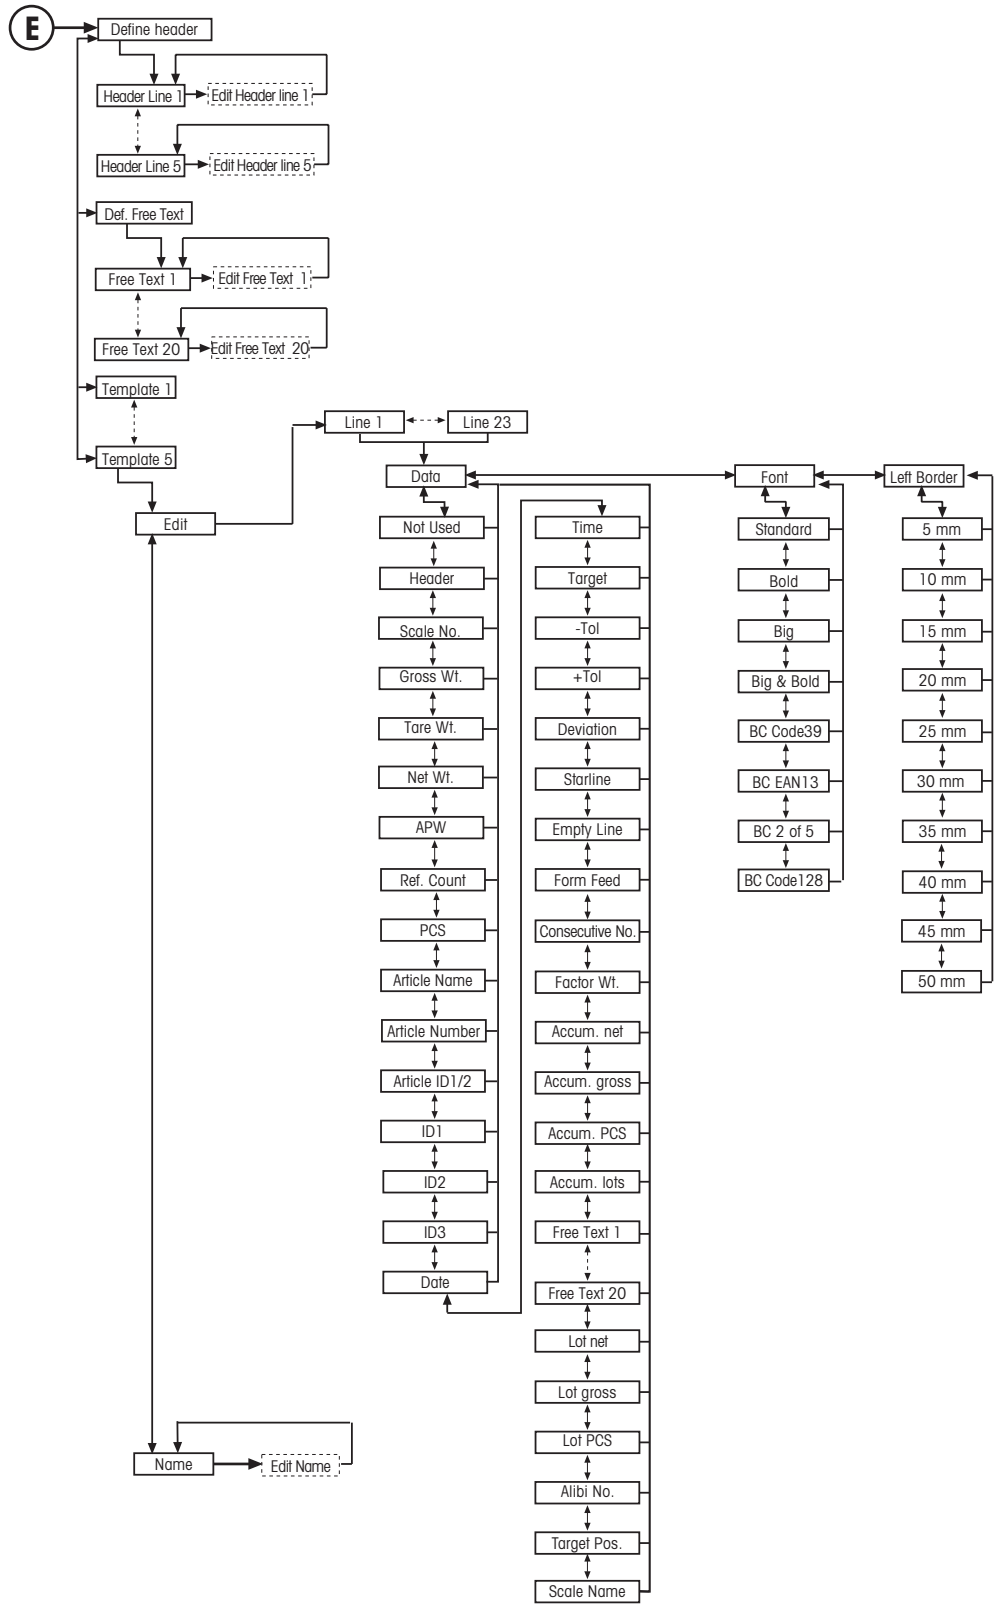 E
Define header
Header Line 1
Edit Header line 1
Header Line 5
Edit Header line 5
Def. Free Text
Free Text 1
Edit Free Text 1
Free Text 20
Edit Free Text 20
Template 1
Template 5
Edit
Line 1
Line 23
Data
Not Used
Header
Scale No.
Gross Wt.
Tare Wt.
Net Wt.
APW
Ref. Count
PCS
Article Name
Article Number
Article ID1/2
ID1
ID2
ID3
Date
Time
Target
-Tol
+Tol
Deviation
Starline
Empty Line
Form Feed
Consecutive No.
Factor Wt.
Accum. net
Accum. gross
Accum. PCS
Accum. lots
Free Text 1
Free Text 20
Lot net
Lot gross
Lot PCS
Alibi No.
Target Pos.
Scale Name
Font
Standard
Bold
Big
Big & Bold
BC Code39
BC EAN13
BC 2 of 5
BC Code128
Left Border
5 mm
10 mm
15 mm
20 mm
25 mm
30 mm
35 mm
40 mm
45 mm
50 mm
Name
Edit Name